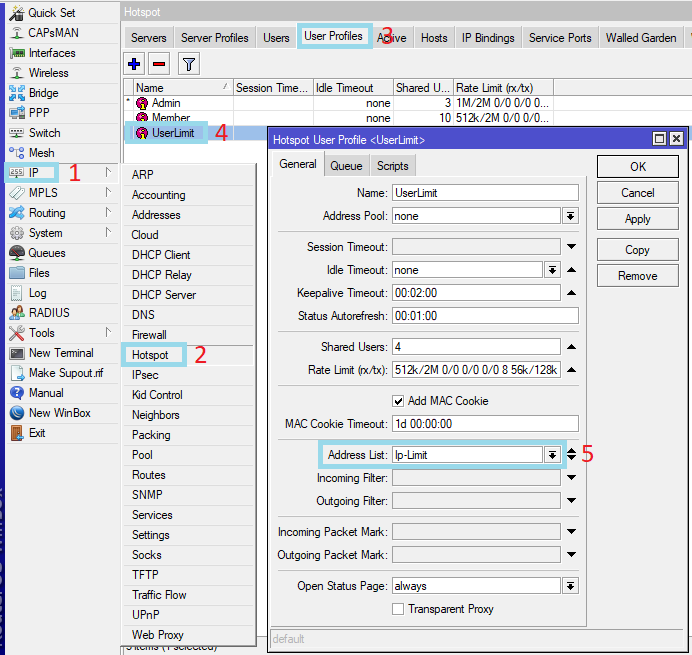 Quick Set
CAPsMAN
Interfaces
Wireless
Bridge
PPP
Switch
Mesh
255 IP 1
MPLS
Routing
System
Queues
Files
Log
RADIUS
Tools
New Terminal
Make Supout.rif
Manual
New WinBox
Exit
Hotspot
Servers Server Profiles Users User Profiles 3 Active Hosts IP Bindings Service Ports Walled Garden
Name Session Time... Idle Timeout Shared U... Rate Limit (rx/tx)
* Admin none 3 1M/2M 0/0 0/0 0...
Member none 10 512k/2M 0/0 0/0 0...
UserLimit 4
ARP
Accounting
Addresses
Cloud
DHCP Client
DHCP Relay
DHCP Server
DNS
Firewall
Hotspot 2
IPsec
Kid Control
Neighbors
Packing
Pool
Routes
SNMP
Services
Settings
Socks
TFTP
Traffic Flow
UPnP
Web Proxy
3 items (1 selected)
Hotspot User Profile <UserLimit>
General Queue Scripts
Name: UserLimit
Address Pool: none
Session Timeout:
Idle Timeout: none
Keepalive Timeout: 00:02:00
Status Autorefresh: 00:01:00
Shared Users: 4
Rate Limit (rx/tx): 512k/2M 0/0 0/0 0/0 8 56k/128k
Add MAC Cookie
MAC Cookie Timeout: 1d 00:00:00
Address List: Ip-Limit 5
Incoming Filter:
Outgoing Filter:
Incoming Packet Mark:
Outgoing Packet Mark:
Open Status Page: always
Transparent Proxy
default
OK
Cancel
Apply
Copy
Remove